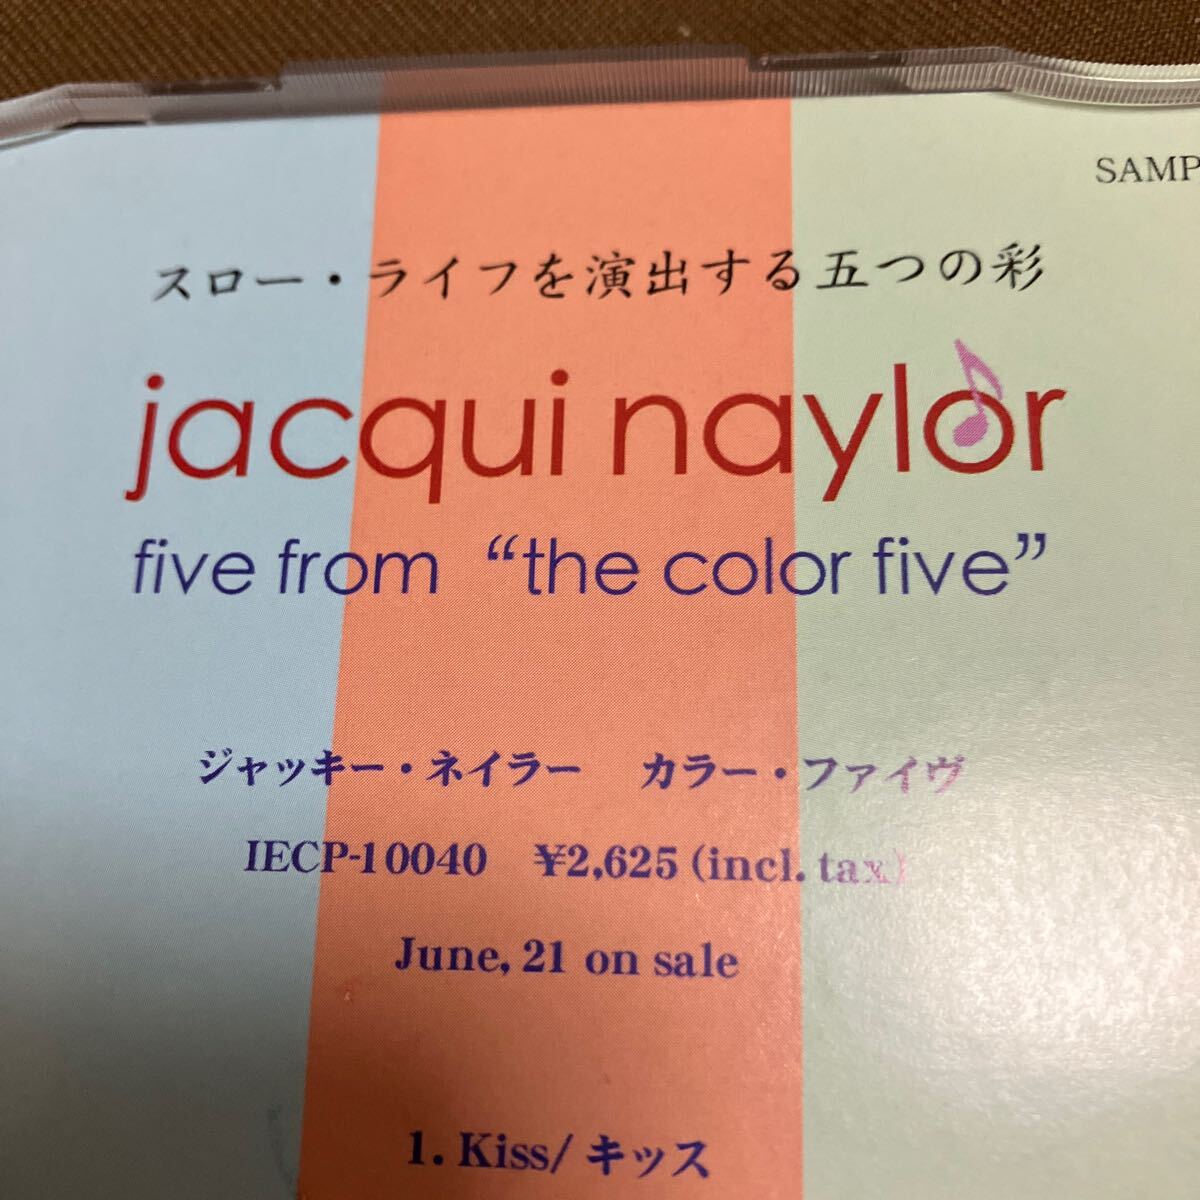 SAMP
スロー・ライフを演出する五つの彩
jacqui naylor
five from “the color five”
ジャッキー・ネイラー　カラー・ファイヴ
IECP-10040　¥2,625 (incl. tax)
June, 21 on sale
1. Kiss/ キッス